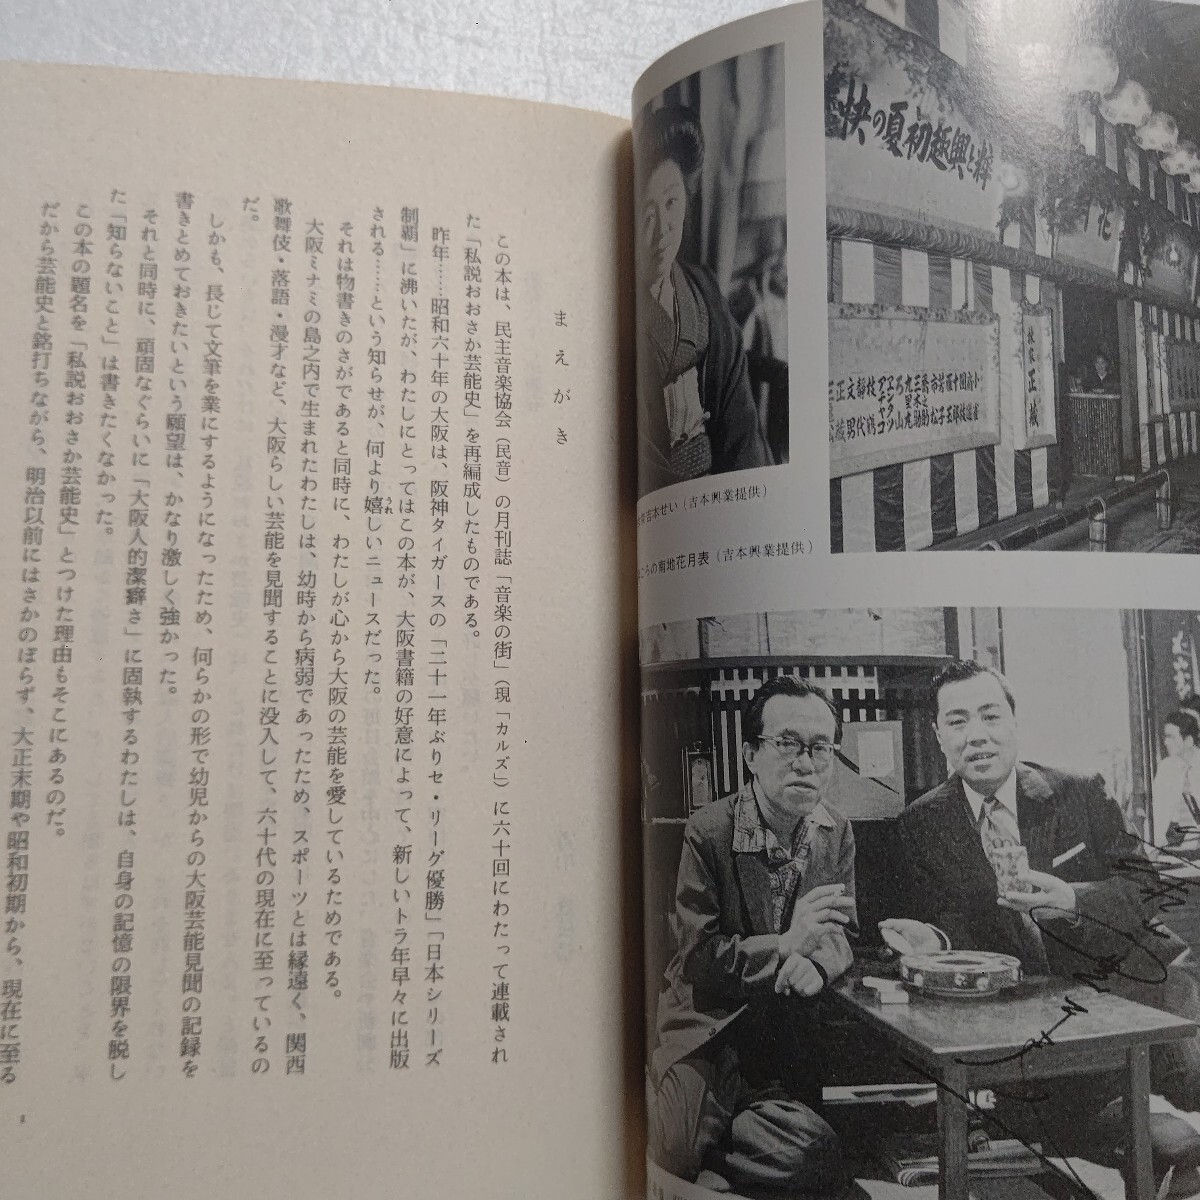 粋と興趣初夏の快
林家正蔵
吉本せい（吉本興業提供）
ころの南地花月表（吉本興業提供）
まえがき
この本は、民主音楽協会（民音）の月刊誌「音楽の街」（現「カルズ」）に六十回にわたって連載され
た「私説おおさか芸能史」を再編成したものである。
昨年……昭和六十年の大阪は、阪神タイガースの「二十一年ぶりセ・リーグ優勝」「日本シリーズ
制覇」に沸いたが、わたしにとってはこの本が、大阪書籍の好意によって、新しいトラ年早々に出版
される……という知らせが、何より嬉しいニュースだった。
うれ
それは物書きのさがであると同時に、わたしが心から大阪の芸能を愛しているためである。
大阪ミナミの島之内で生まれたわたしは、幼時から病弱であったため、スポーツとは縁遠く、関西
歌舞伎・落語・漫才など、大阪らしい芸能を見聞することに没入して、六十代の現在に至っているの
だ。
しかも、長じて文筆を業にするようになったため、何らかの形で幼児からの大阪芸能見聞の記録を
書きとめておきたいという願望は、かなり激しく強かった。
それと同時に、頑固なぐらいに「大阪人的潔癖さ」に固執するわたしは、自身の記憶の限界を脱し
た「知らないこと」は書きたくなかった。
この本の題名を「私説おおさか芸能史」とつけた理由もそこにあるのだ。
だから芸能史と銘打ちながら、明治以前にはさかのぼらず、大正末期や昭和初期から、現在に至る